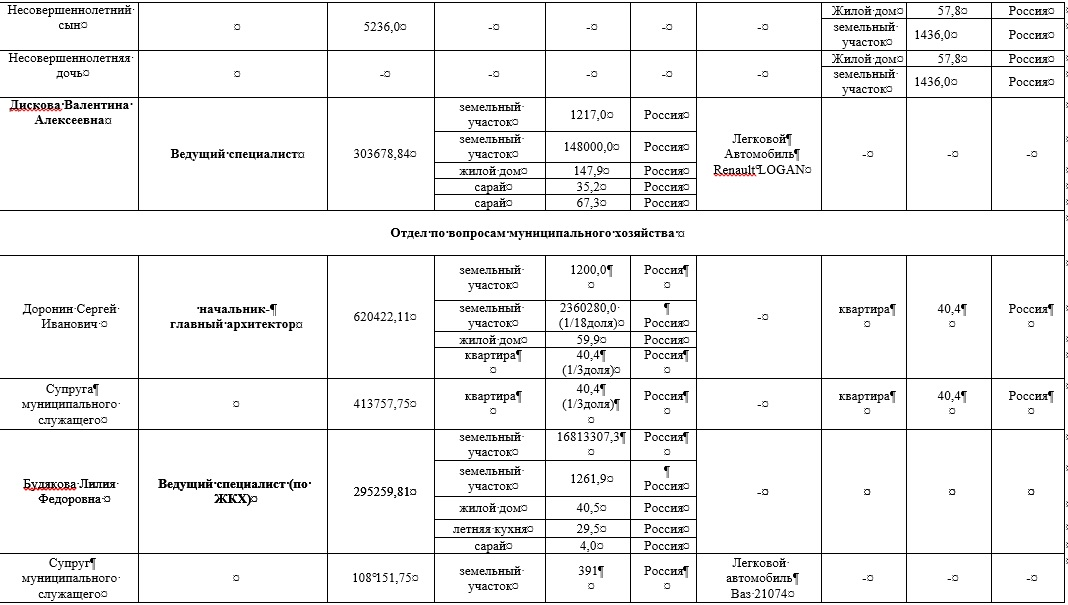 Несовершеннолетний сын
5236,0
-
-
-
-
Жилой дом
57,8
Россия
земельный участок
1436,0
Россия
Несовершеннолетняя дочь
-
-
-
-
-
Жилой дом
57,8
Россия
земельный участок
1436,0
Россия
Дискова Валентина Алексеевна
Ведущий специалист
303678,84
земельный участок
1217,0
Россия
земельный участок
148000,0
Россия
жилой дом
147,9
Россия
сарай
35,2
Россия
сарай
67,3
Россия
Легковой
Автомобиль
Renault LOGAN
-
-
-
Отдел по вопросам муниципального хозяйства
Доронин Сергей Иванович
начальник -
главный архитектор
620422,11
земельный участок
1200,0
Россия
земельный участок
2360280,0 (1/18доля)
Россия
жилой дом
59,9
Россия
квартира
40,4
(1/3доля)
Россия
-
квартира
40,4
Россия
Супруга
муниципального служащего
413757,75
квартира
40,4
(1/3доля)
Россия
-
квартира
40,4
Россия
Будякова Лилия Федоровна
Ведущий специалист (по ЖКХ)
295259,81
земельный участок
16813307,3
Россия
земельный участок
1261,9
Россия
жилой дом
40,5
Россия
летняя кухня
29,5
Россия
сарай
4,0
Россия
-
Супруг
муниципального служащего
108 151,75
земельный участок
391
Россия
Легковой автомобиль
Ваз 21074
-
-
-